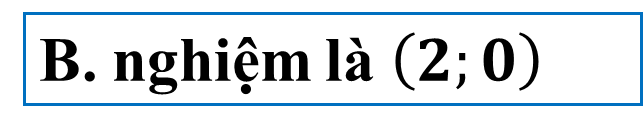 B. nghiệm là (2; 0)